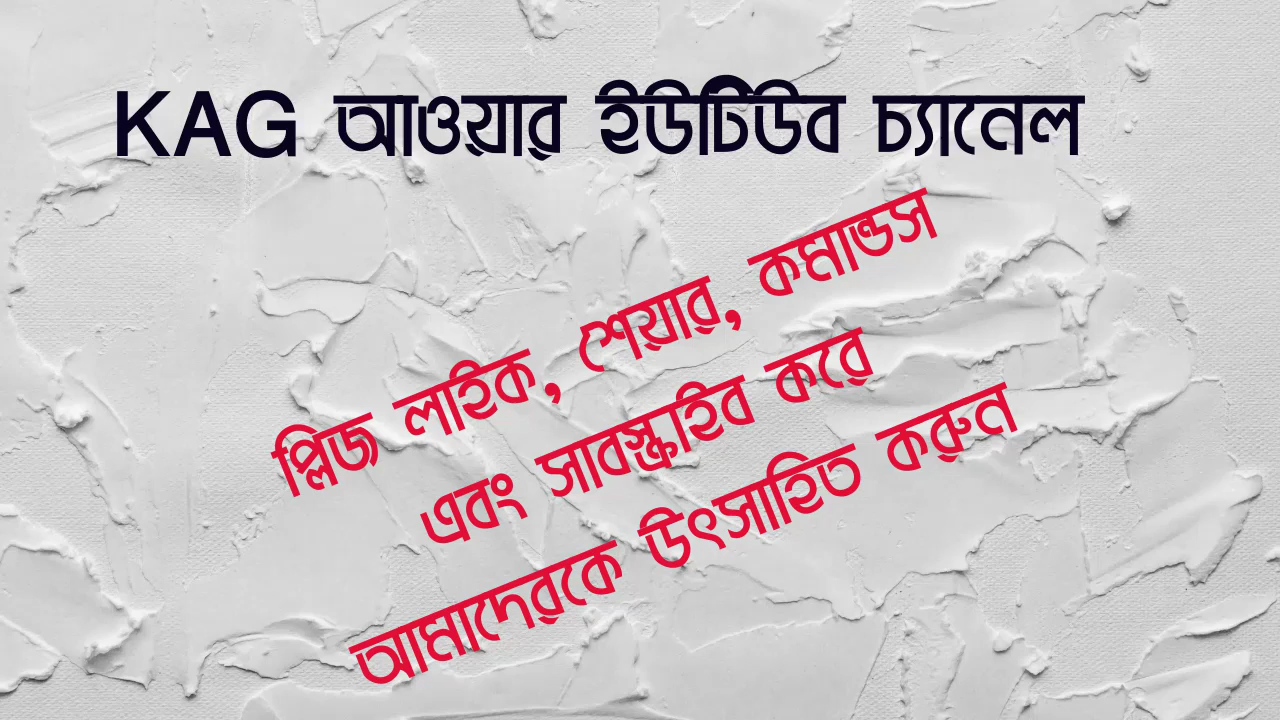 KAG আওয়ার ইউটিউব চ্যানেল
প্লিজ লাইক, শেয়ার, কমান্ডস
এবং সাবস্ক্রাইব করে
আমাদেরকে উৎসাহিত করুন